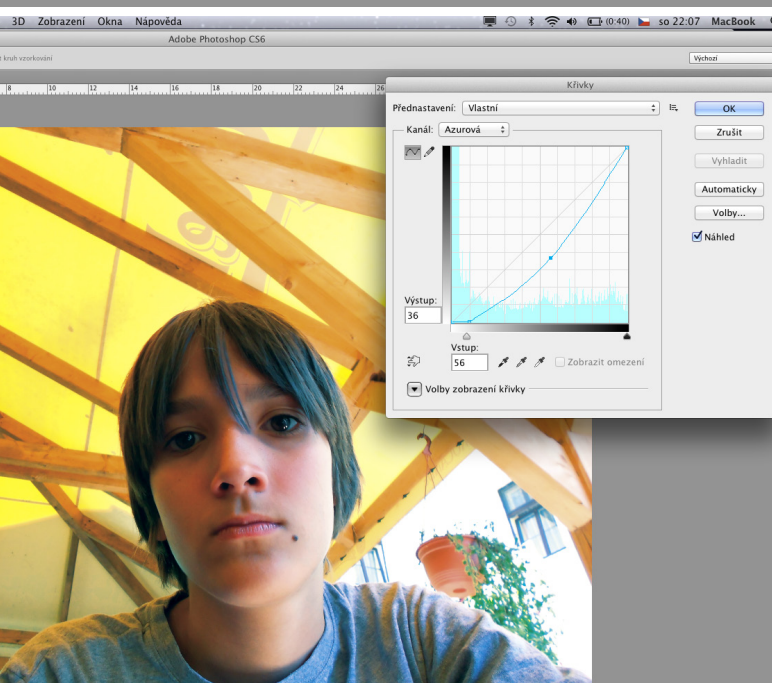 3D Zobrazení Okna Nápověda (0:40) so 22:07 MacBook
Adobe Photoshop CS6
t kruh vzorkování Výchozí
8 10 12 14 16 18 20 22 24 26
Křivky
Přednastavení: Vlastní OK
Kanál: Azurová Zrušit
Vyhladit
Automaticky
Volby...
Náhled
Výstup:
36
Vstup:
56 Zobrazit omezení
Volby zobrazení křivky